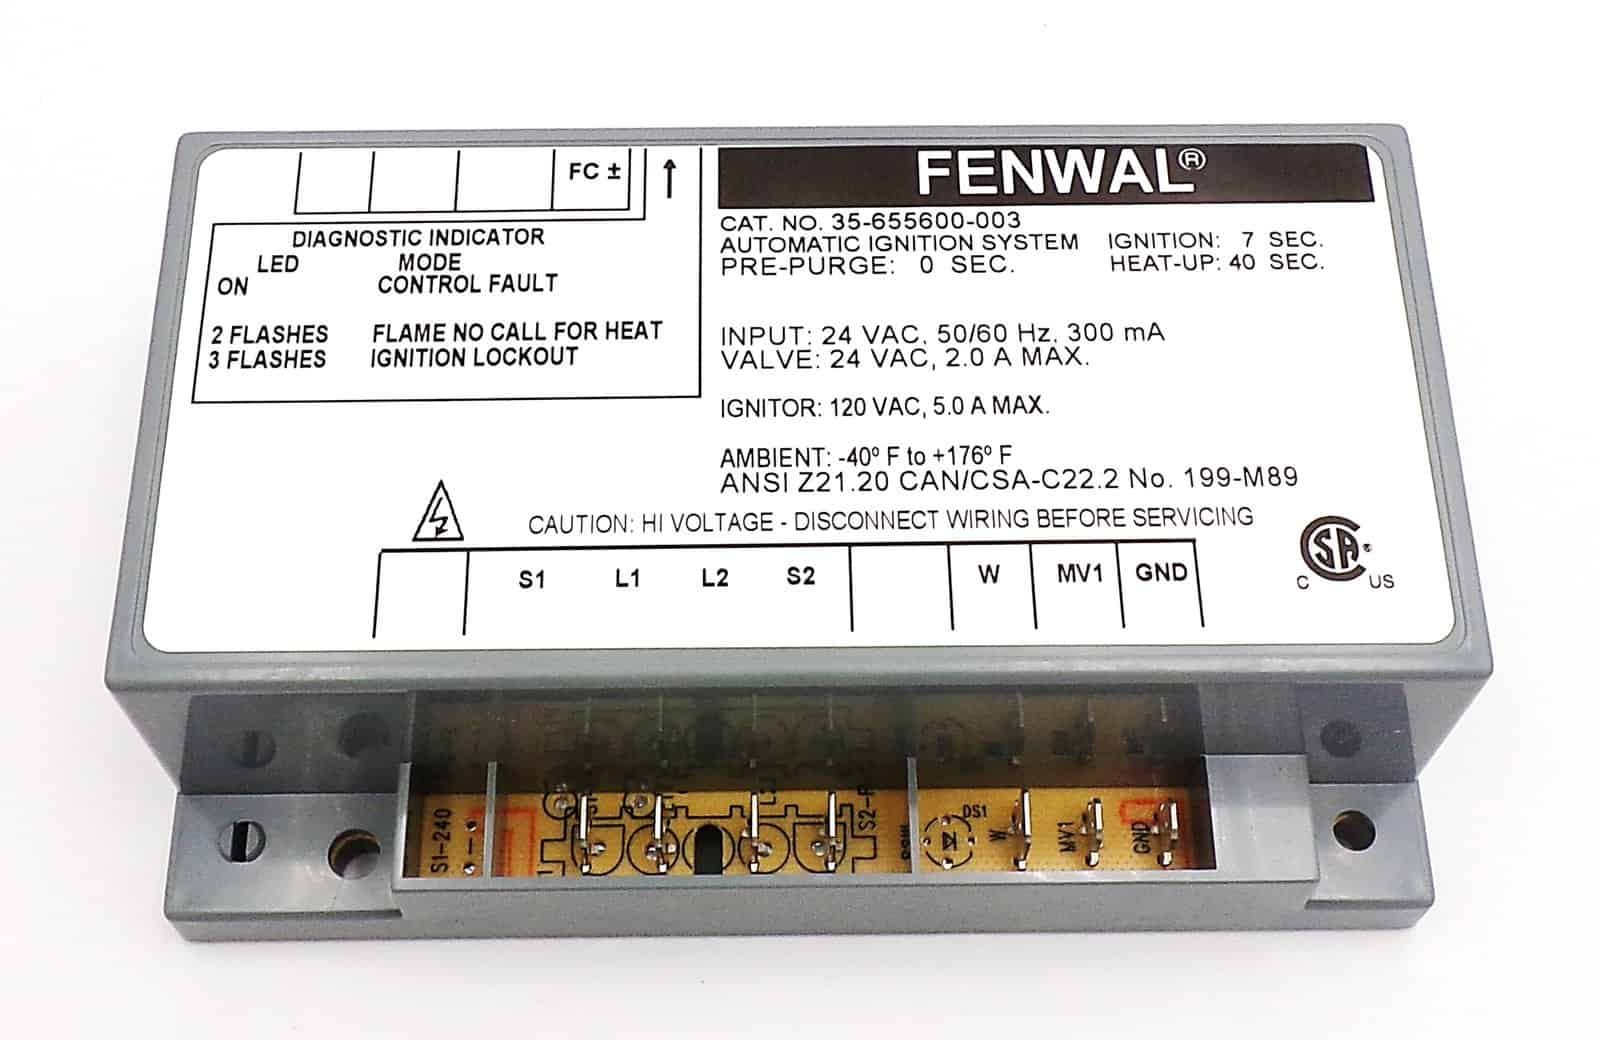 FC ±
DIAGNOSTIC INDICATOR
LED MODE
ON CONTROL FAULT
2 FLASHES FLAME NO CALL FOR HEAT
3 FLASHES IGNITION LOCKOUT
FENWAL®
CAT. NO. 35-655600-003
AUTOMATIC IGNITION SYSTEM IGNITION: 7 SEC.
PRE-PURGE: 0 SEC. HEAT-UP: 40 SEC.
INPUT: 24 VAC, 50/60 Hz, 300 mA
VALVE: 24 VAC, 2.0 A MAX.
IGNITOR: 120 VAC, 5.0 A MAX.
AMBIENT: -40º F to +176º F
ANSI Z21.20 CAN/CSA-C22.2 No. 199-M89
CAUTION: HI VOLTAGE - DISCONNECT WIRING BEFORE SERVICING
C SA ® US
S1 L1 L2 S2 W MV1 GND
S1-240 DS1 W MV1 GND